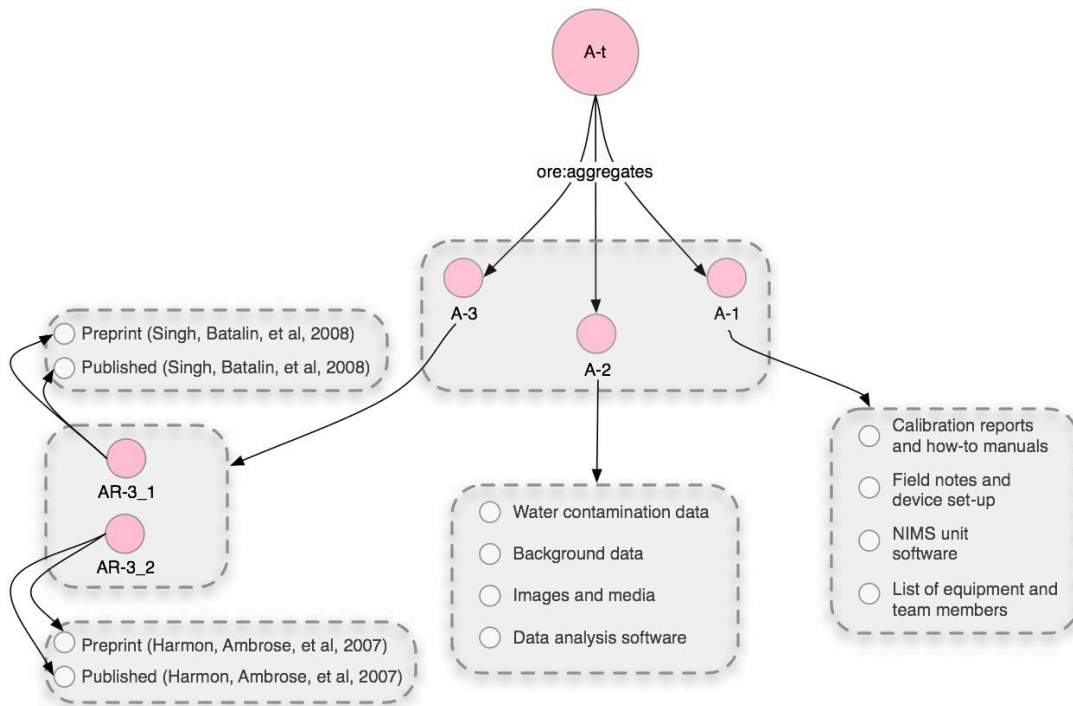 A-t
ore:aggregates
A-3
A-2
A-1
Preprint (Singh, Batalin, et al, 2008)
Published (Singh, Batalin, et al, 2008)
AR-3_1
AR-3_2
Preprint (Harmon, Ambrose, et al, 2007)
Published (Harmon, Ambrose, et al, 2007)
Water contamination data
Background data
Images and media
Data analysis software
Calibration reports
and how-to manuals
Field notes and
device set-up
NIMS unit
software
List of equipment and
team members